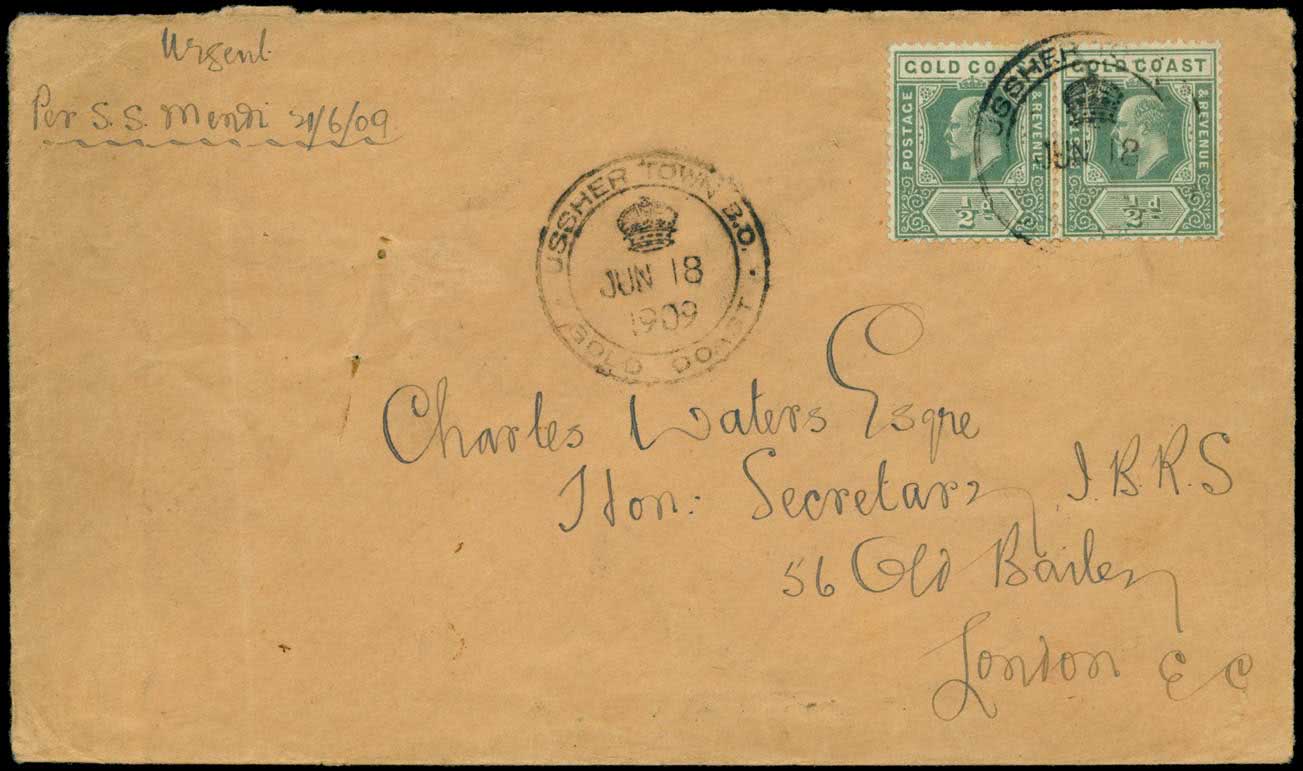 Urgent
Per S.S. Mendi 21/6/09
GOLD COAST
POSTAGE & REVENUE
½d
GOLD COAST
& REVENUE
½d
USSHER
JUN 18
USSHER TOWN B.O.
JUN 18
1909
GOLD COAST
Charles Waters Esqre
Hon: Secretary I.B.R.S
56 Old Bailey
London E C